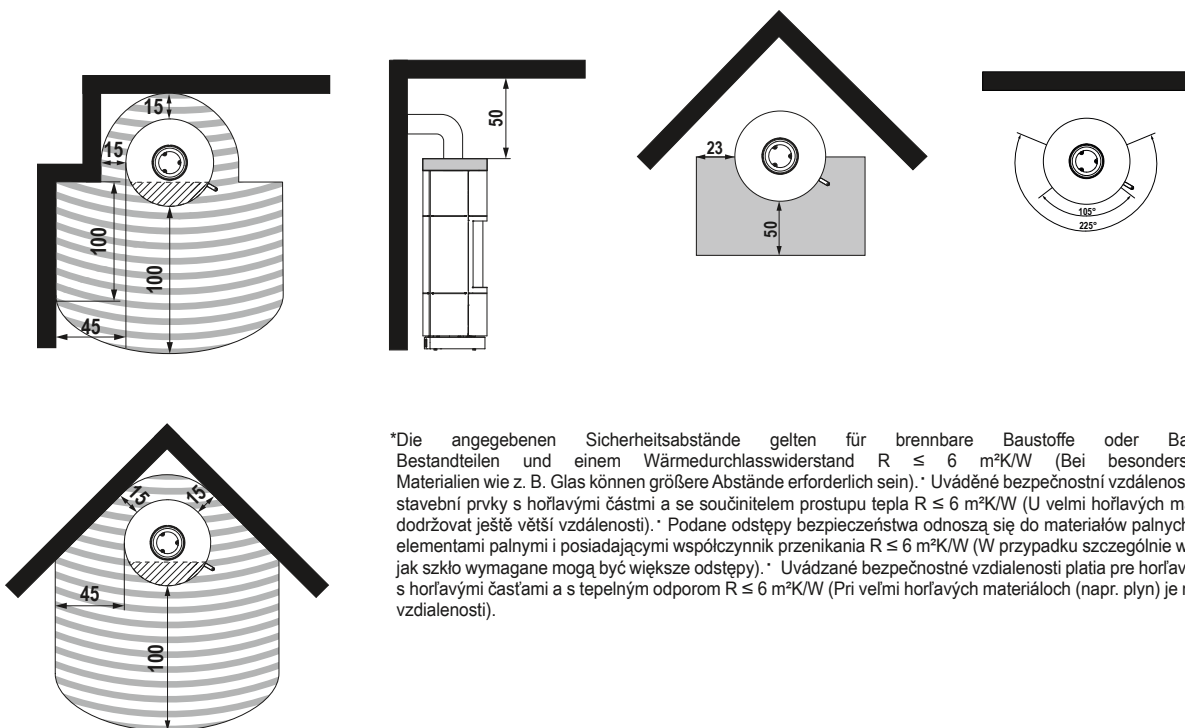 15
15
100
100
45
50
23
50
105°
225°
15
15
45
100
*Die angegebenen Sicherheitsabstände gelten für brennbare Baustoffe oder Ba
Bestandteilen und einem Wärmedurchlasswiderstand R ≤ 6 m²K/W (Bei besonders
Materialien wie z. B. Glas können größere Abstände erforderlich sein).· Uváděné bezpečnostní vzdálenos
stavební prvky s hořlavými částmi a se součinitelem prostupu tepla R ≤ 6 m²K/W (U velmi hořlavých ma
dodržovat ještě větší vzdálenosti).· Podane odstępy bezpieczeństwa odnoszą się do materiałów palnych
elementami palnymi i posiadającymi współczynnik przenikania R ≤ 6 m²K/W (W przypadku szczególnie w
jak szkło wymagane mogą być większe odstępy).· Uvádzané bezpečnostné vzdialenosti platia pre horľav
s horľavými časťami a s tepelným odporom R ≤ 6 m²K/W (Pri veľmi horľavých materiáloch (napr. plyn) je n
vzdialenosti).